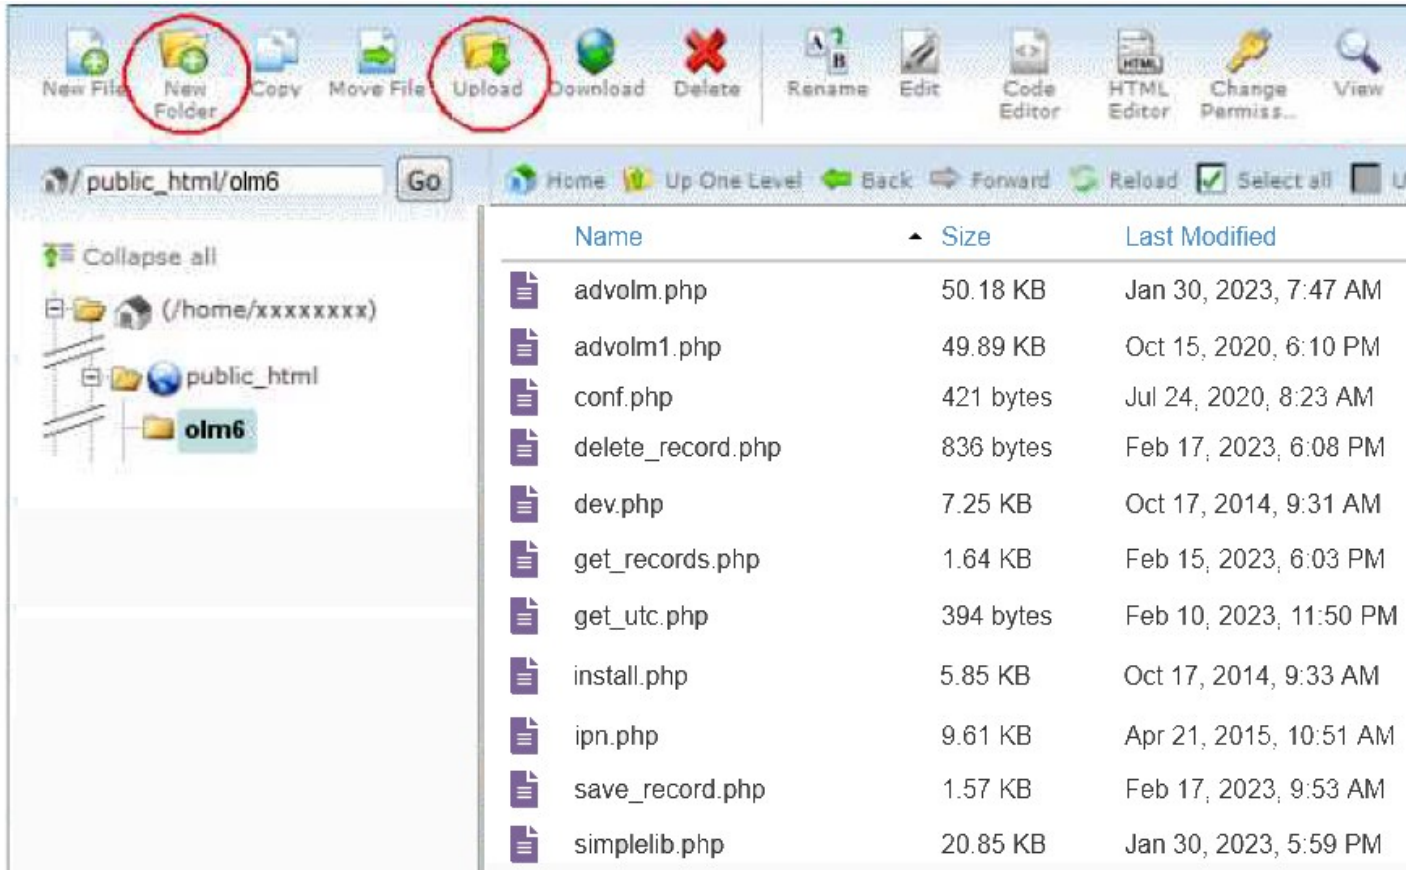 New File New Folder Copy Move File Upload Download Delete Rename Edit Code Editor HTML Editor Change Permiss... View
/ public_html/olm6 Go Home Up One Level Back Forward Reload Select all U
Collapse all
(/home/xxxxxxxx)
public_html
olm6
Name Size Last Modified
advolm.php 50.18 KB Jan 30, 2023, 7:47 AM
advolm1.php 49.89 KB Oct 15, 2020, 6:10 PM
conf.php 421 bytes Jul 24, 2020, 8:23 AM
delete_record.php 836 bytes Feb 17, 2023, 6:08 PM
dev.php 7.25 KB Oct 17, 2014, 9:31 AM
get_records.php 1.64 KB Feb 15, 2023, 6:03 PM
get_utc.php 394 bytes Feb 10, 2023, 11:50 PM
install.php 5.85 KB Oct 17, 2014, 9:33 AM
ipn.php 9.61 KB Apr 21, 2015, 10:51 AM
save_record.php 1.57 KB Feb 17, 2023, 9:53 AM
simplelib.php 20.85 KB Jan 30, 2023, 5:59 PM